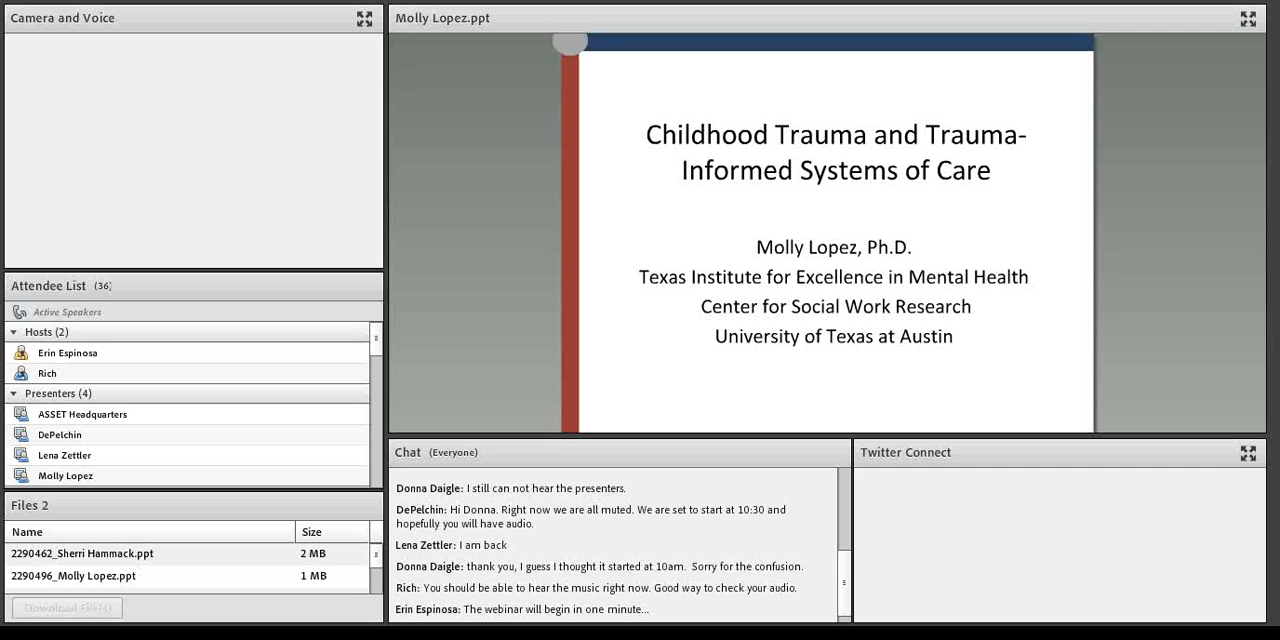 Camera and Voice
Attendee List (36)
Active Speakers
Hosts (2)
Erin Espinosa
Rich
Presenters (4)
ASSET Headquarters
DePelchin
Lena Zettler
Molly Lopez
Files 2
Name Size
2290462_Sherri Hammack.ppt 2 MB
2290496_Molly Lopez.ppt 1 MB
Download File(s)
Molly Lopez.ppt
Childhood Trauma and Trauma-
Informed Systems of Care
Molly Lopez, Ph.D.
Texas Institute for Excellence in Mental Health
Center for Social Work Research
University of Texas at Austin
Chat (Everyone)
Donna Daigle: I still can not hear the presenters.
DePelchin: Hi Donna. Right now we are all muted. We are set to start at 10:30 and
hopefully you will have audio.
Lena Zettler: I am back
Donna Daigle: thank you, I guess I thought it started at 10am. Sorry for the confusion.
Rich: You should be able to hear the music right now. Good way to check your audio.
Erin Espinosa: The webinar will begin in one minute...
Twitter Connect